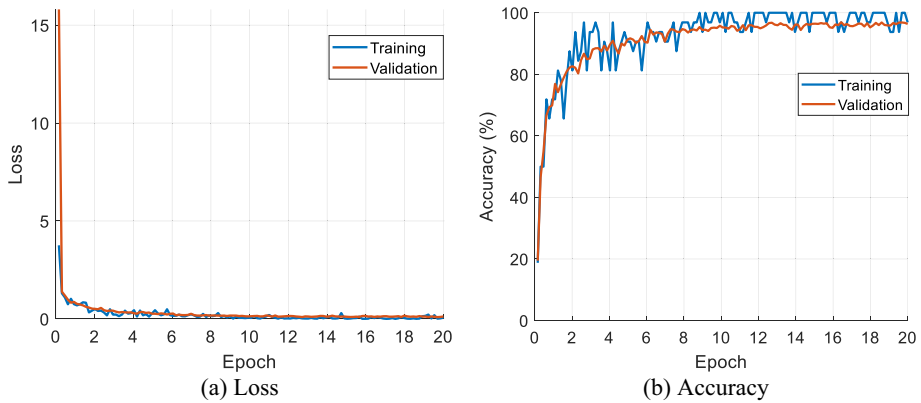 15
10
5
0
Loss
0 2 4 6 8 10 12 14 16 18 20
Epoch
Training
Validation
(a) Loss
100
80
60
40
20
0
Accuracy (%)
0 2 4 6 8 10 12 14 16 18 20
Epoch
Training
Validation
(b) Accuracy